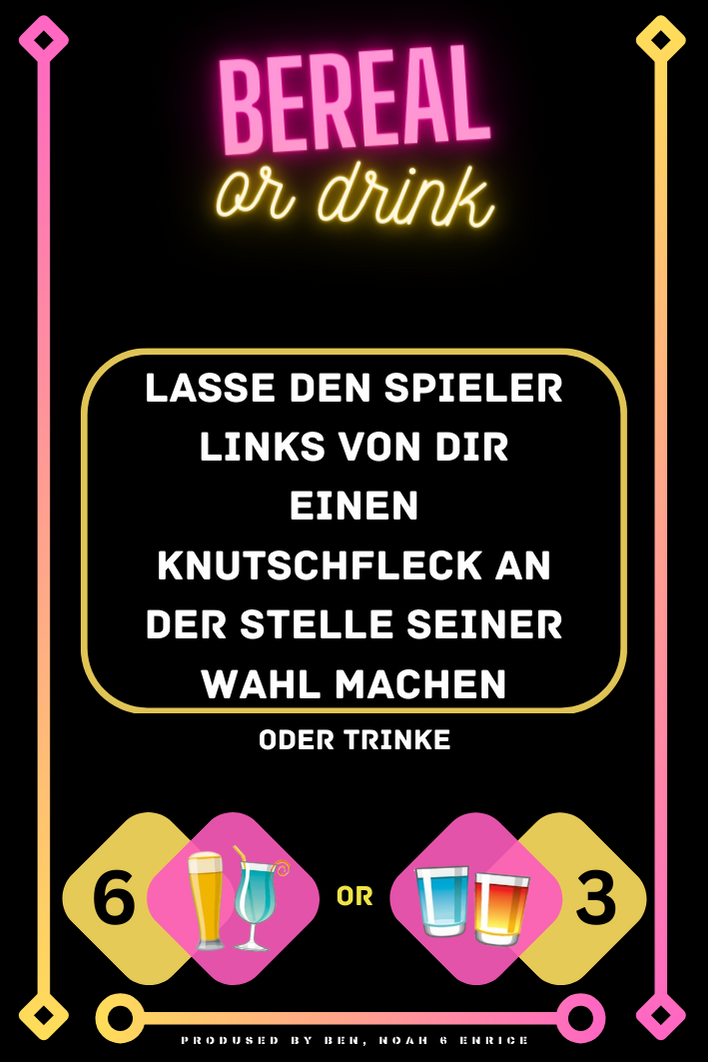 BEREAL
or drink
LASSE DEN SPIELER
LINKS VON DIR
EINEN
KNUTSCHFLECK AN
DER STELLE SEINER
WAHL MACHEN
ODER TRINKE
6 OR 3
PRODUSED BY BEN, NOAH 6 ENRICE